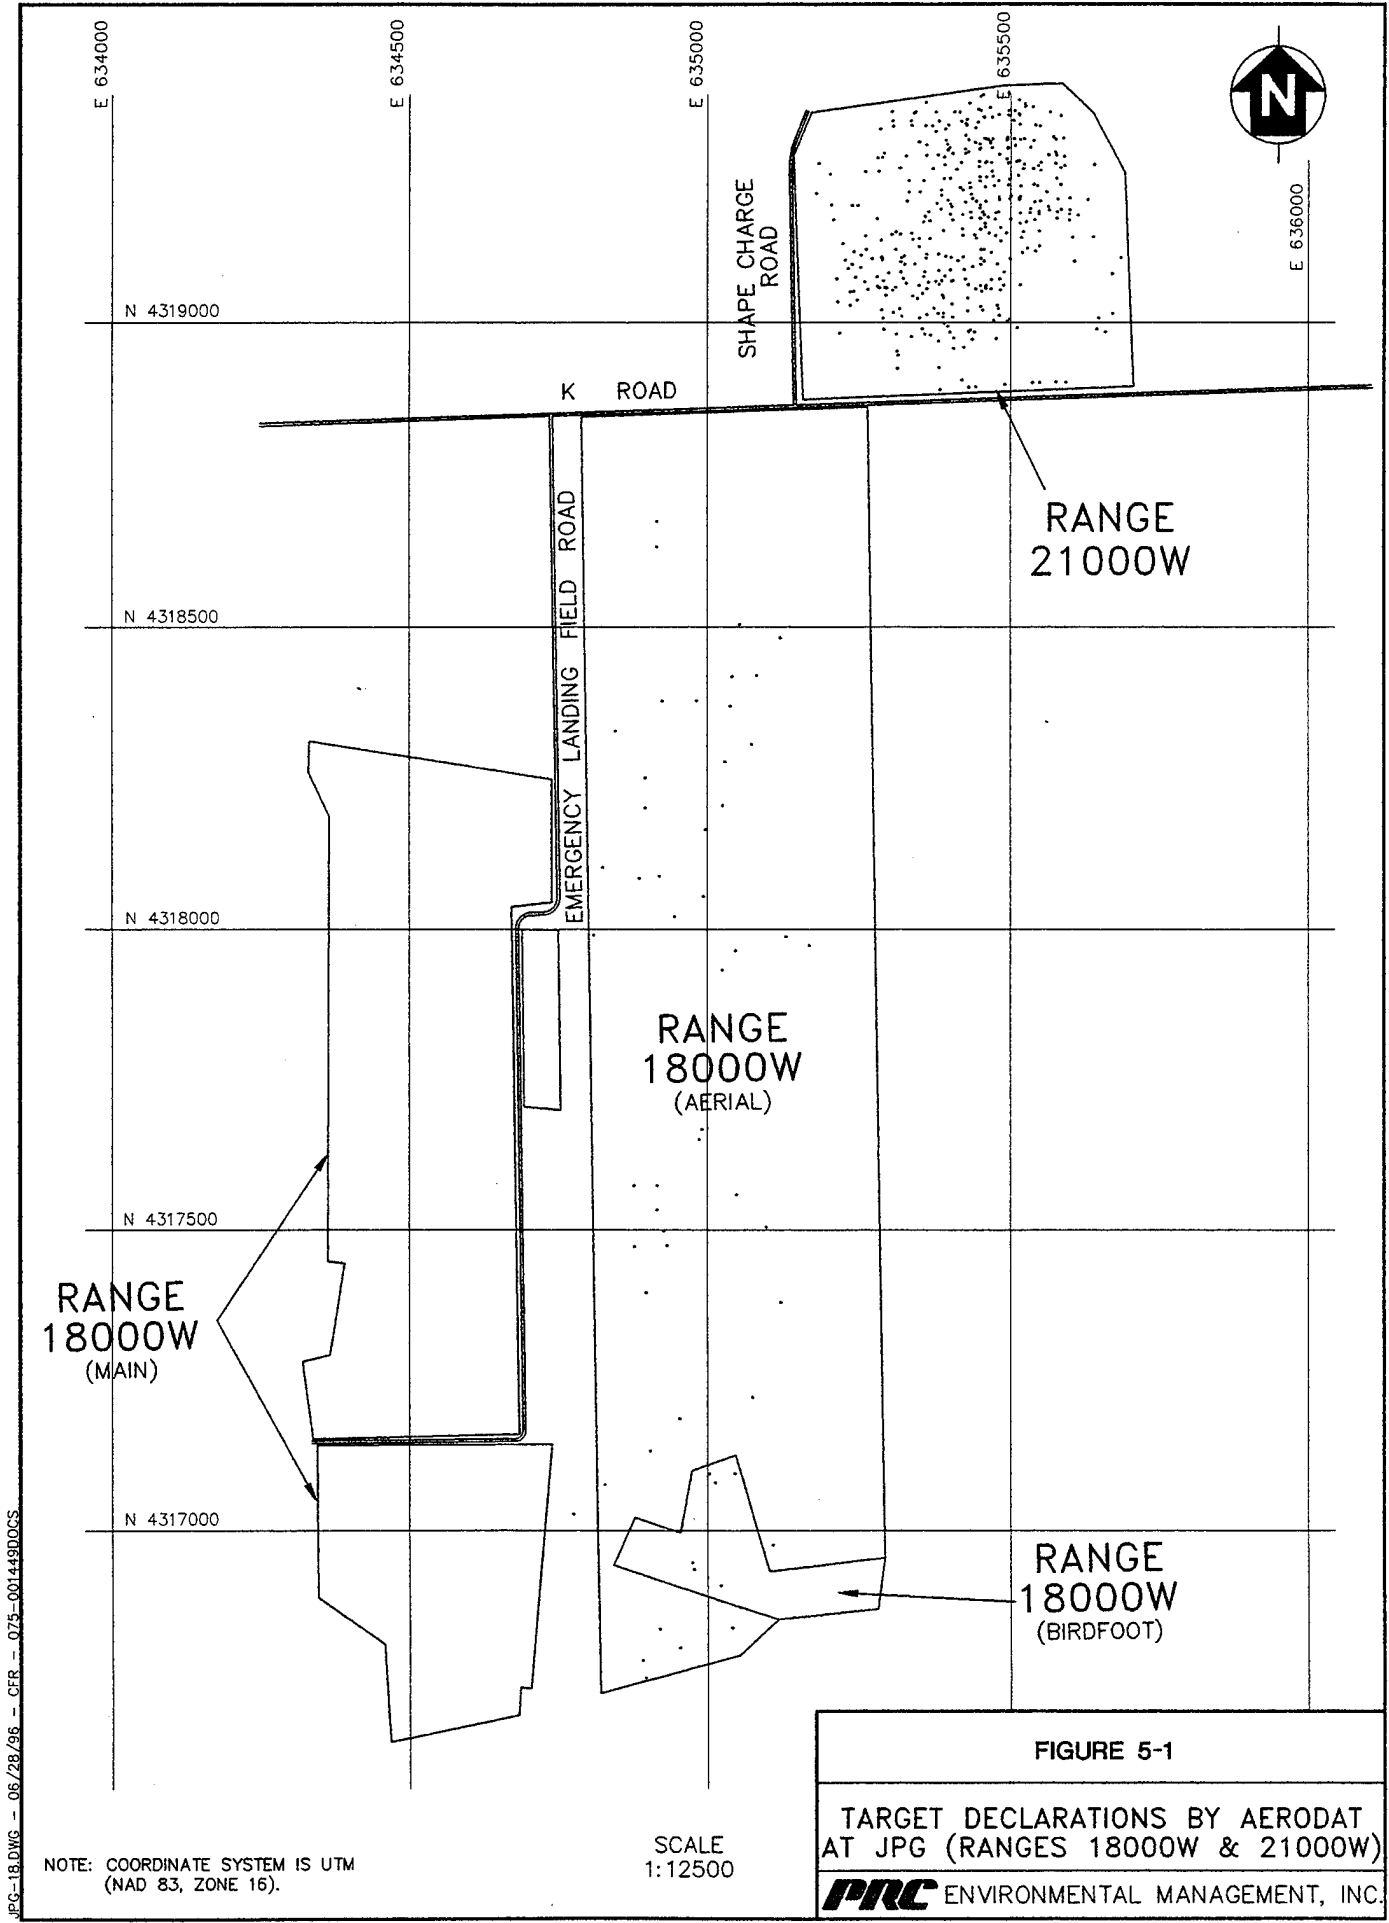 E 634000
E 634500
E 635000
E 635500
N
E 636000
SHAPE CHARGE
ROAD
N 4319000
K ROAD
RANGE
21000W
EMERGENCY LANDING FIELD ROAD
N 4318500
N 4318000
RANGE
18000W
(AERIAL)
N 4317500
RANGE
18000W
(MAIN)
N 4317000
RANGE
18000W
(BIRDFOOT)
JPG-18.DWG - 06/28/96 - CFR - 075-001449DOCS
NOTE: COORDINATE SYSTEM IS UTM
(NAD 83, ZONE 16).
SCALE
1:12500
FIGURE 5-1
TARGET DECLARATIONS BY AERODAT
AT JPG (RANGES 18000W & 21000W)
PRC ENVIRONMENTAL MANAGEMENT, INC.